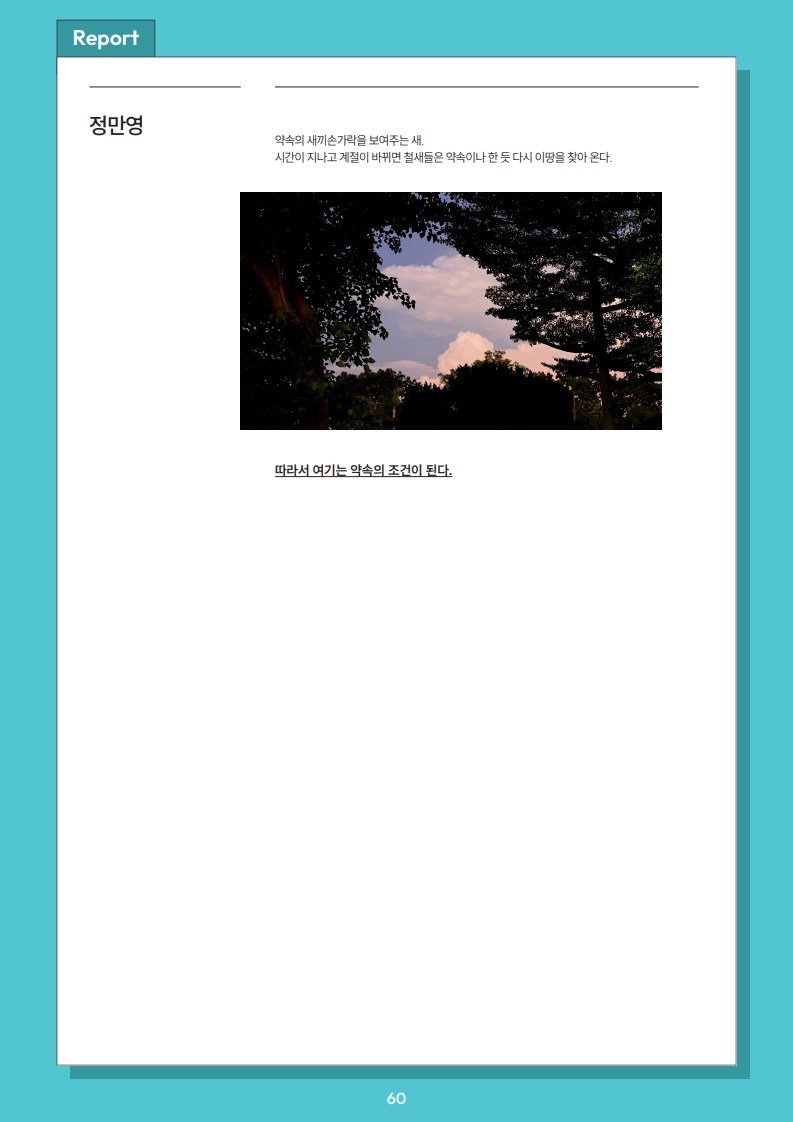 Report
정만영
약속의 새끼손가락을 보여주는 새.
시간이 지나고 계절이 바뀌면 철새들은 약속이나 한 듯 다시 이땅을 찾아 온다.
따라서 여기는 약속의 조건이 된다.
60